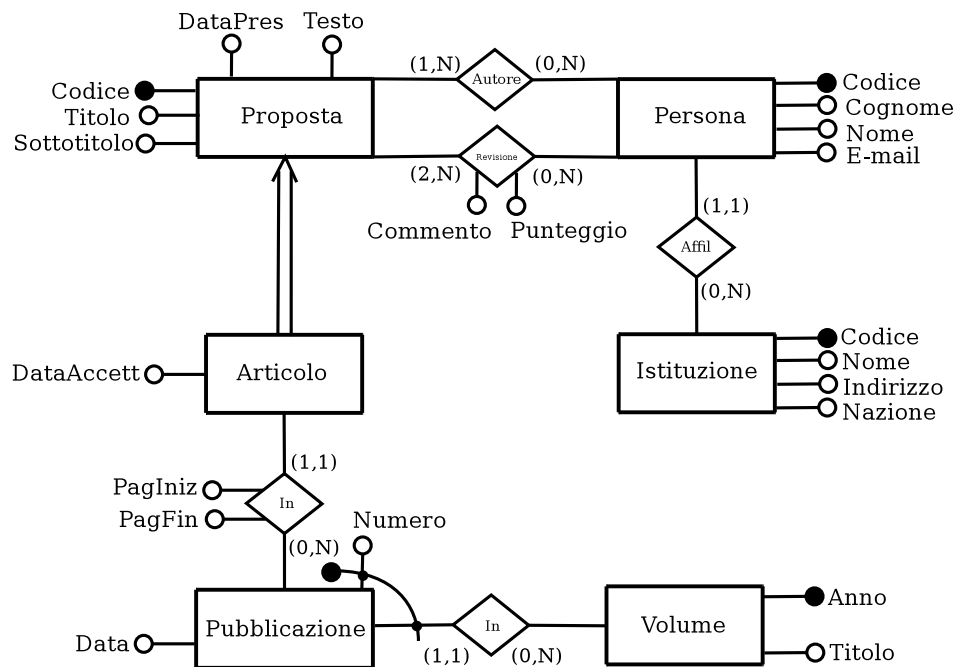 DataPres Testo
(1,N) Autore (0,N)
Codice
Titolo
Sottotitolo
Proposta
Persona
Codice
Cognome
Nome
E-mail
(2,N) Revisione (0,N)
Commento Punteggio
(1,1)
Affil
(0,N)
DataAccett Articolo
Istituzione
Codice
Nome
Indirizzo
Nazione
(1,1)
PagIniz
PagFin
In
(0,N)
Numero
Data
Pubblicazione
(1,1) In (0,N)
Volume
Anno
Titolo